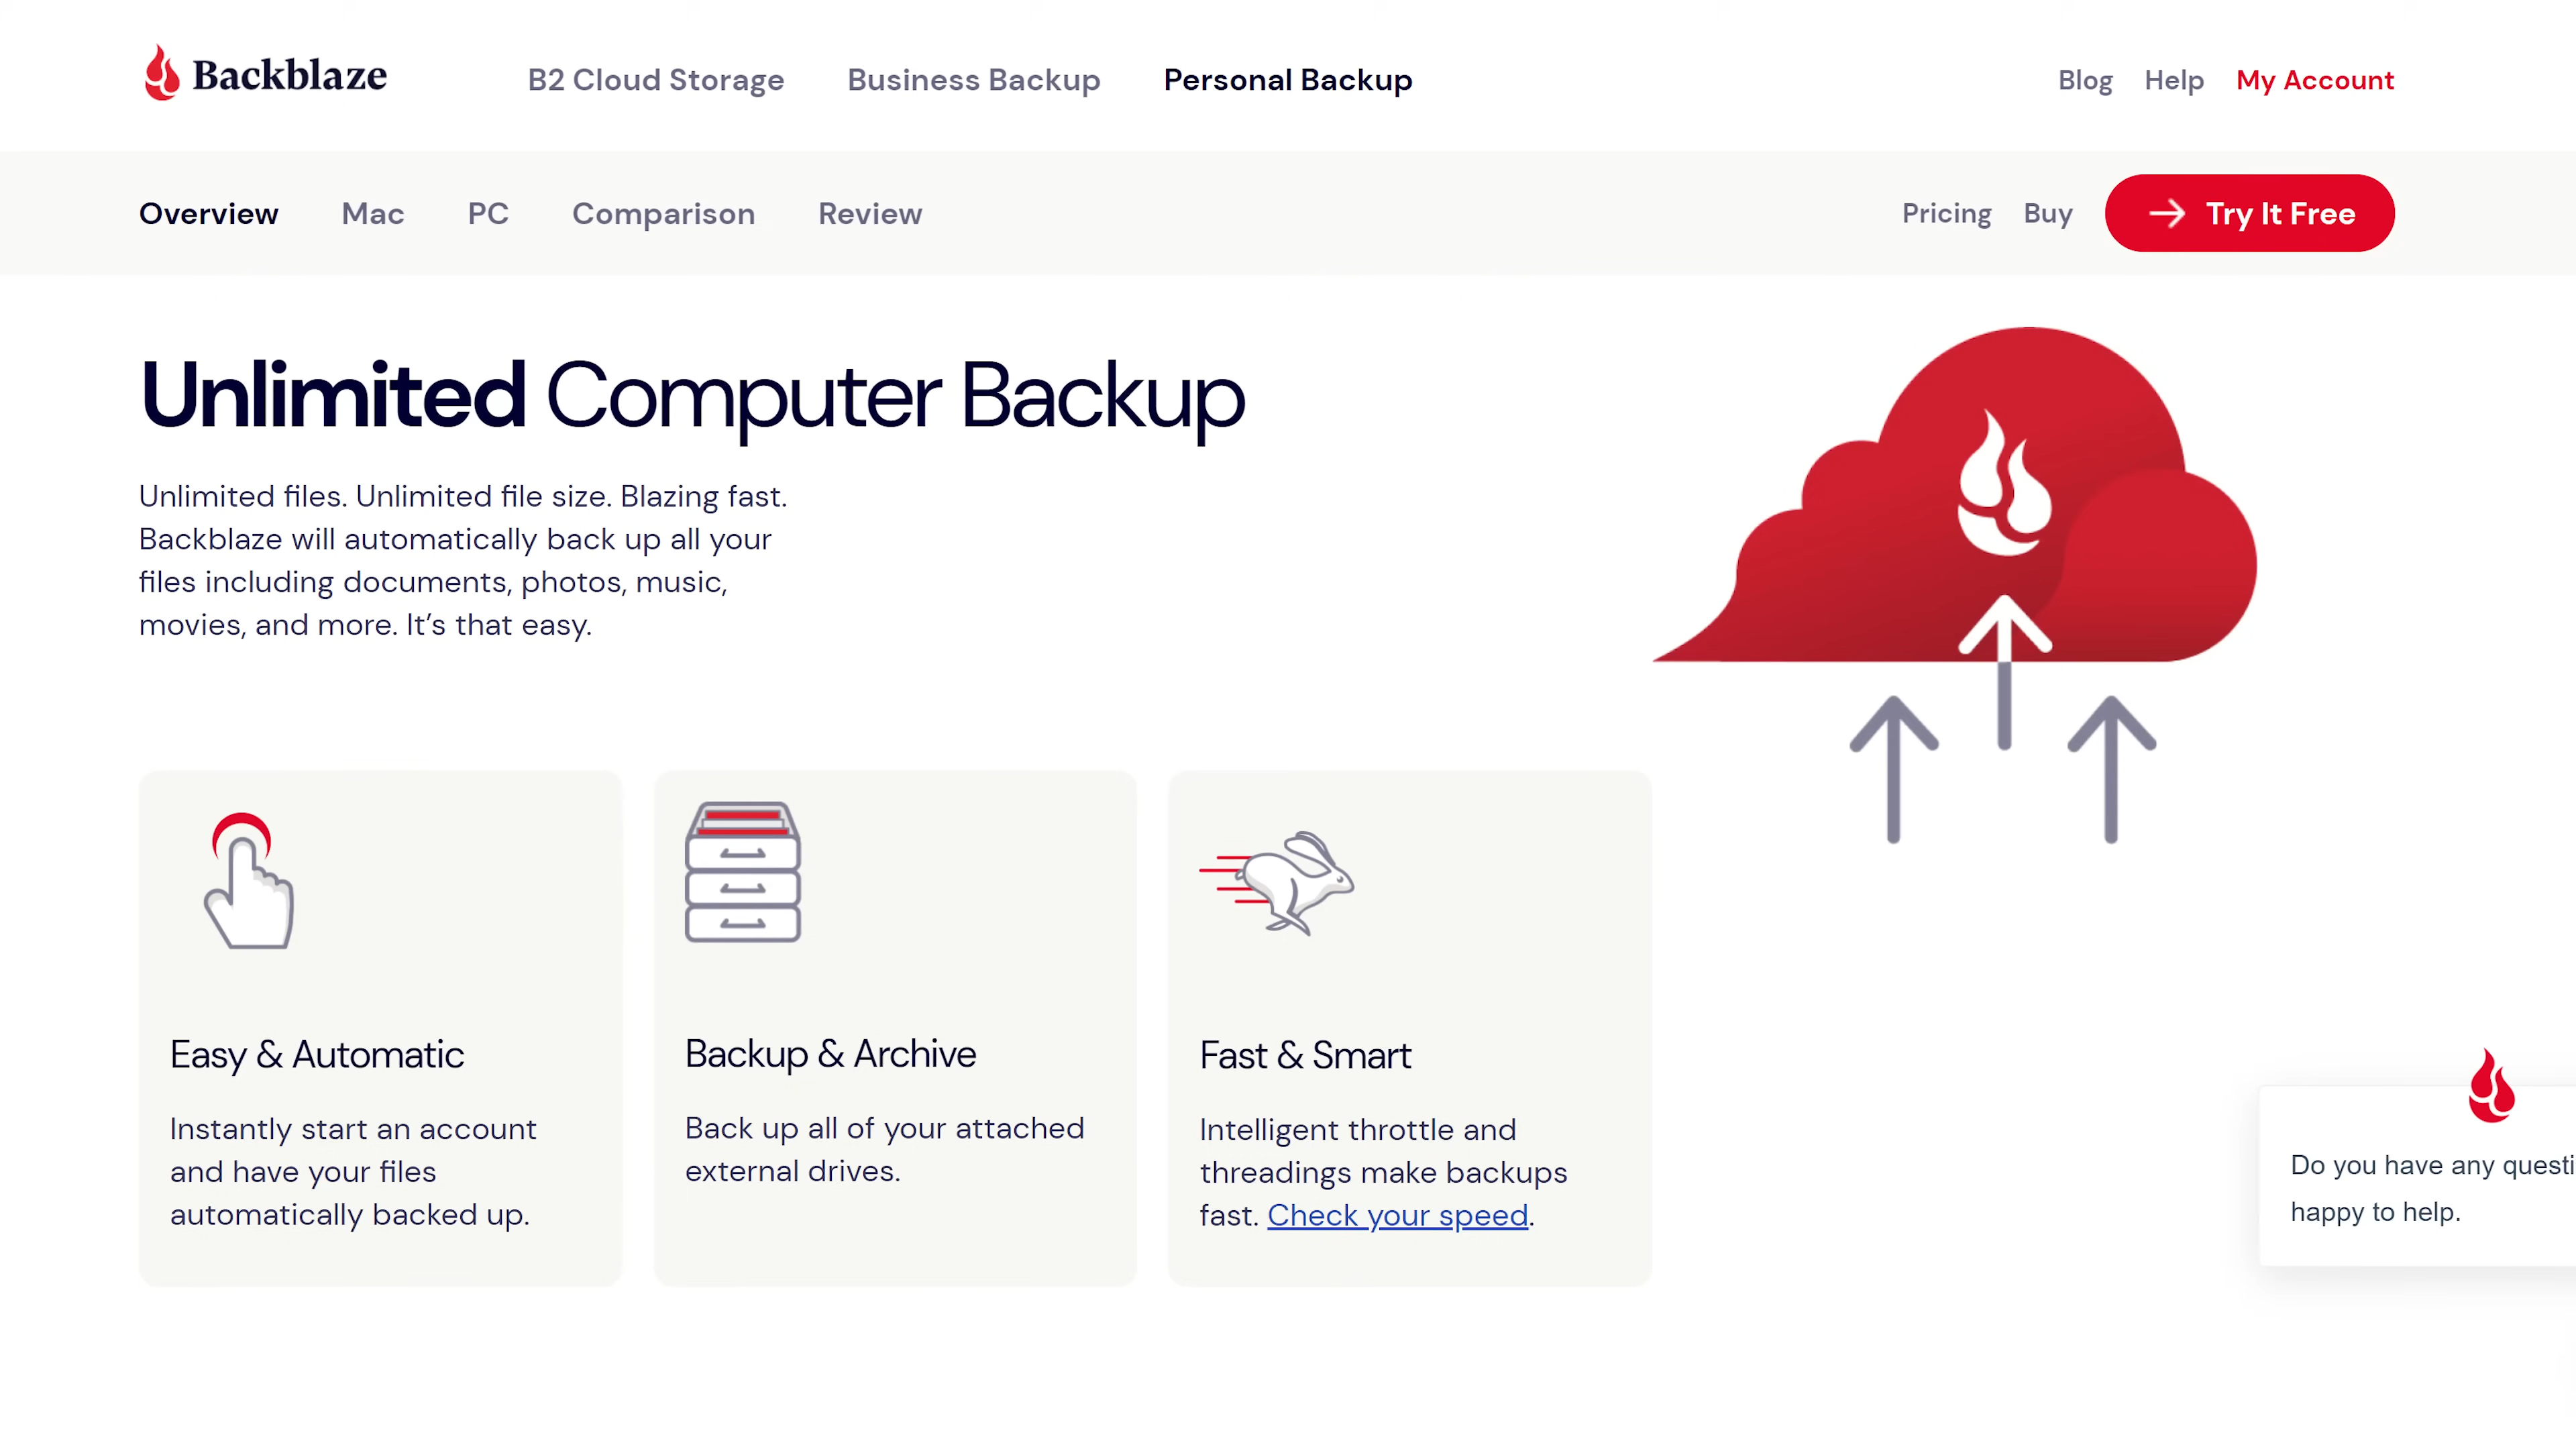 Backblaze
B2 Cloud Storage
Business Backup
Personal Backup
Blog
Help
My Account
Overview
Mac
PC
Comparison
Review
Pricing
Buy
Try It Free
Unlimited Computer Backup
Unlimited files. Unlimited file size. Blazing fast.
Backblaze will automatically back up all your
files including documents, photos, music,
movies, and more. It’s that easy.
Easy & Automatic
Instantly start an account
and have your files
automatically backed up.
Backup & Archive
Back up all of your attached
external drives.
Fast & Smart
Intelligent throttle and
threadings make backups
fast. Check your speed.
Do you have any
happy to help.